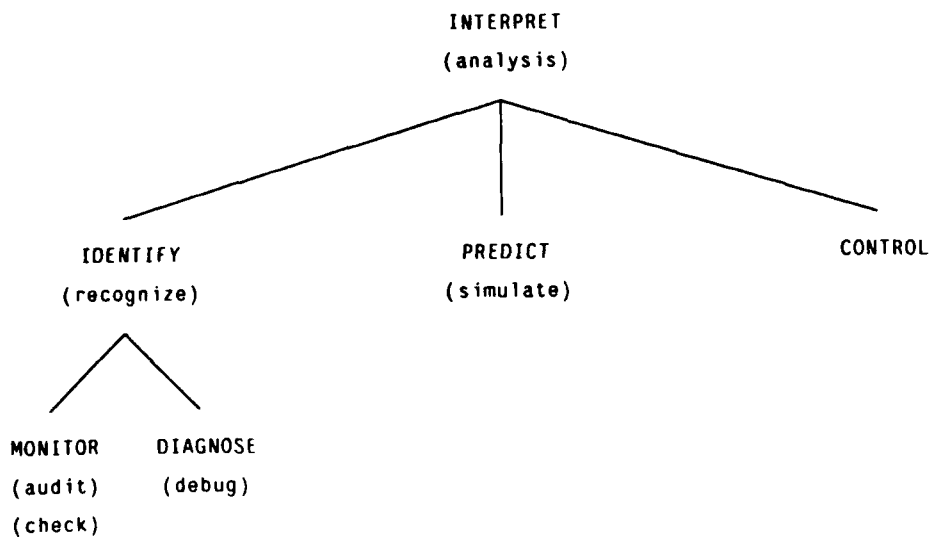 INTERPRET
(analysis)
IDENTIFY
(recognize)
PREDICT
(simulate)
CONTROL
MONITOR
(audit)
(check)
DIAGNOSE
(debug)